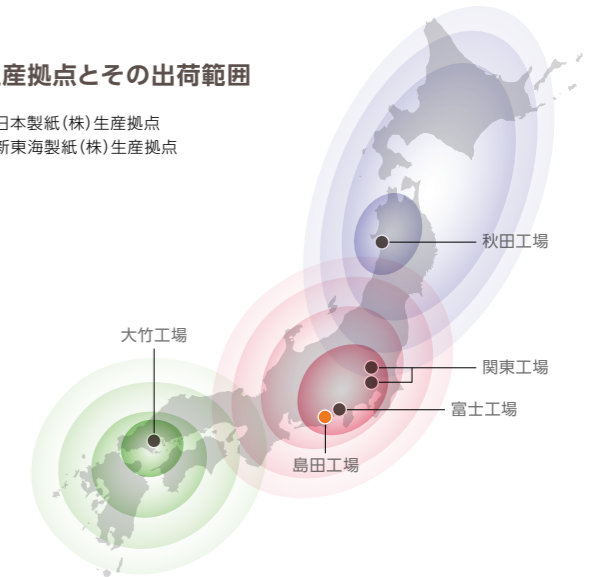 産拠点とその出荷範囲
日本製紙(株)生産拠点
新東海製紙(株)生産拠点
秋田工場
大竹工場
関東工場
富士工場
島田工場